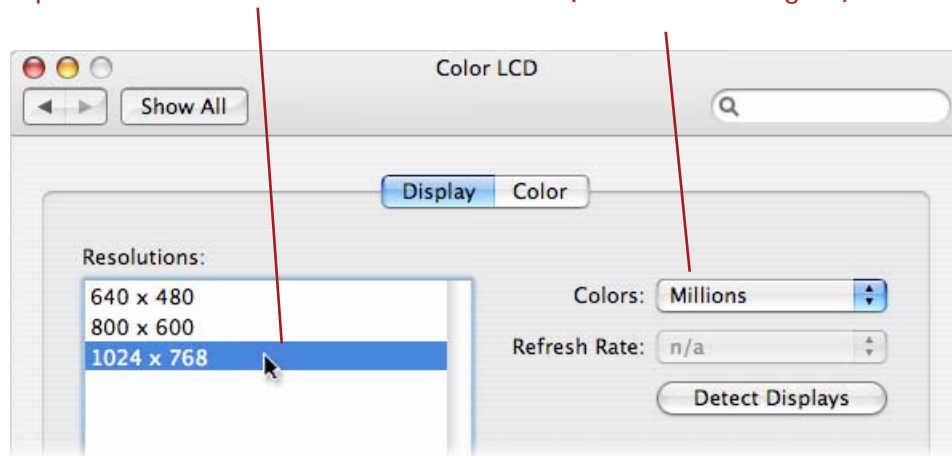 Color LCD
Show All
Display Color
Resolutions:
640 x 480
800 x 600
1024 x 768
Colors: Millions
Refresh Rate: n/a
Detect Displays